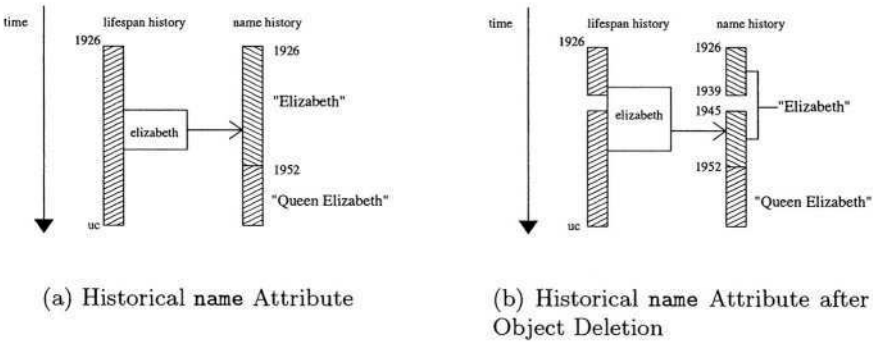 time
lifespan history
name history
1926
1926
"Elizabeth"
elizabeth
1952
"Queen Elizabeth"
uc
(a) Historical name Attribute
time
lifespan history
name history
1926
1926
1939
1945
"Elizabeth"
elizabeth
1952
"Queen Elizabeth"
uc
(b) Historical name Attribute after
Object Deletion